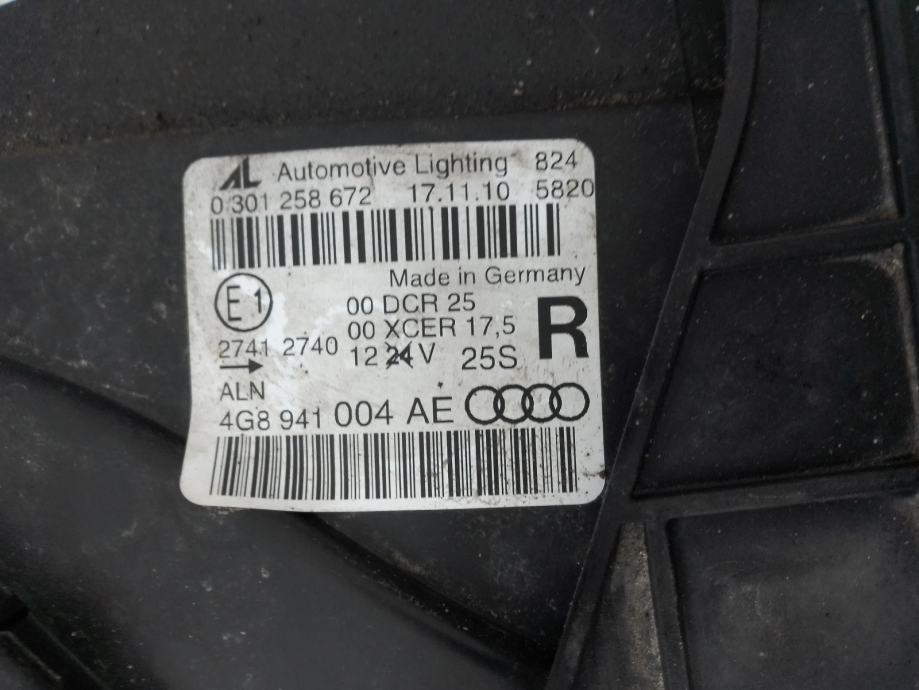 AL Automotive Lighting 824
0 301 258 672 17.11.10 5820
Made in Germany
E1 00 DCR 25
00 XCER 17,5 R
2741 2740 12 24 V 25S
ALN
4G8 941 004 AE